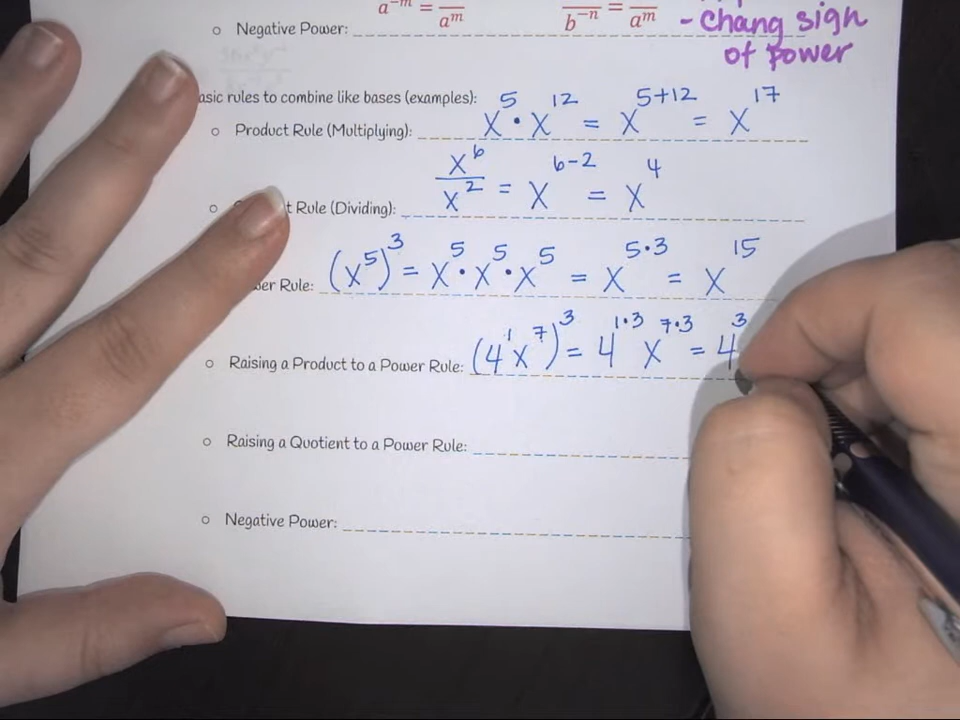 a⁻ᵐ = —/aᵐ   —/b⁻ⁿ = —/aᵐ
- chang sign
Negative Power:
of power
asic rules to combine like bases (examples):
Product Rule (Multiplying): x⁵ · x¹² = x⁵⁺¹² = x¹⁷
t Rule (Dividing): x⁶/x² = x⁶⁻² = x⁴
er Rule: (x⁵)³ = x⁵ · x⁵ · x⁵ = x⁵·³ = x¹⁵
Raising a Product to a Power Rule: (4¹x⁷)³ = 4¹·³ x⁷·³ = 4³
Raising a Quotient to a Power Rule:
Negative Power: